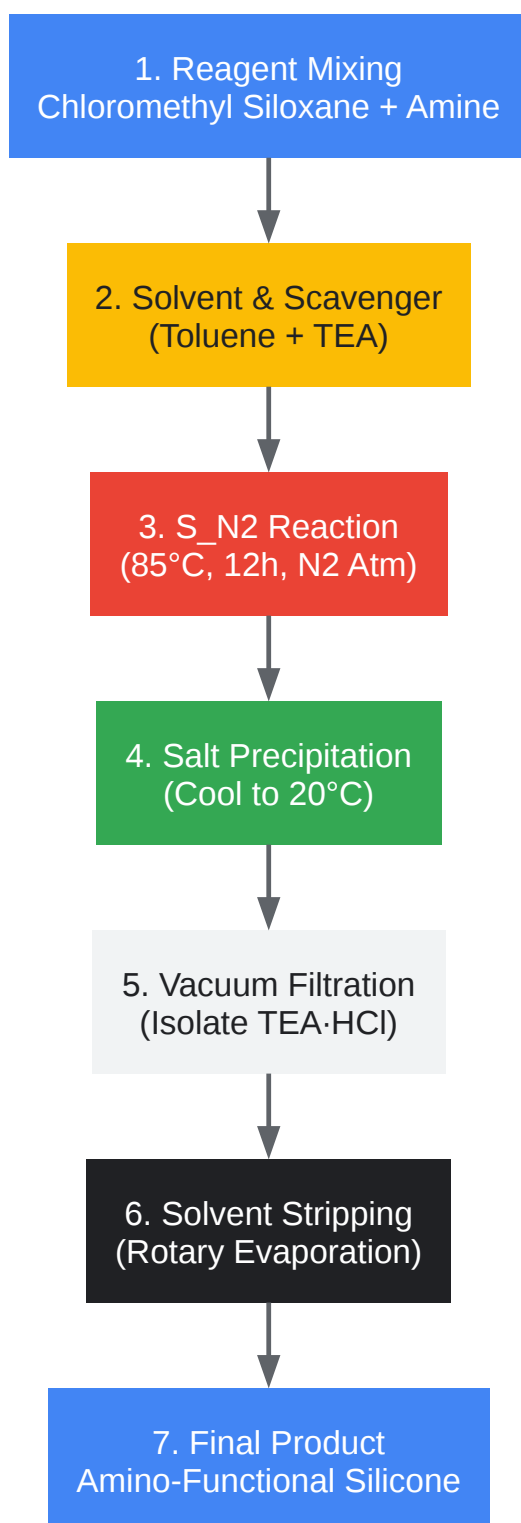 1. Reagent Mixing
Chloromethyl Siloxane + Amine
2. Solvent & Scavenger
(Toluene + TEA)
3. S_N2 Reaction
(85°C, 12h, N2 Atm)
4. Salt Precipitation
(Cool to 20°C)
5. Vacuum Filtration
(Isolate TEA·HCl)
6. Solvent Stripping
(Rotary Evaporation)
7. Final Product
Amino-Functional Silicone